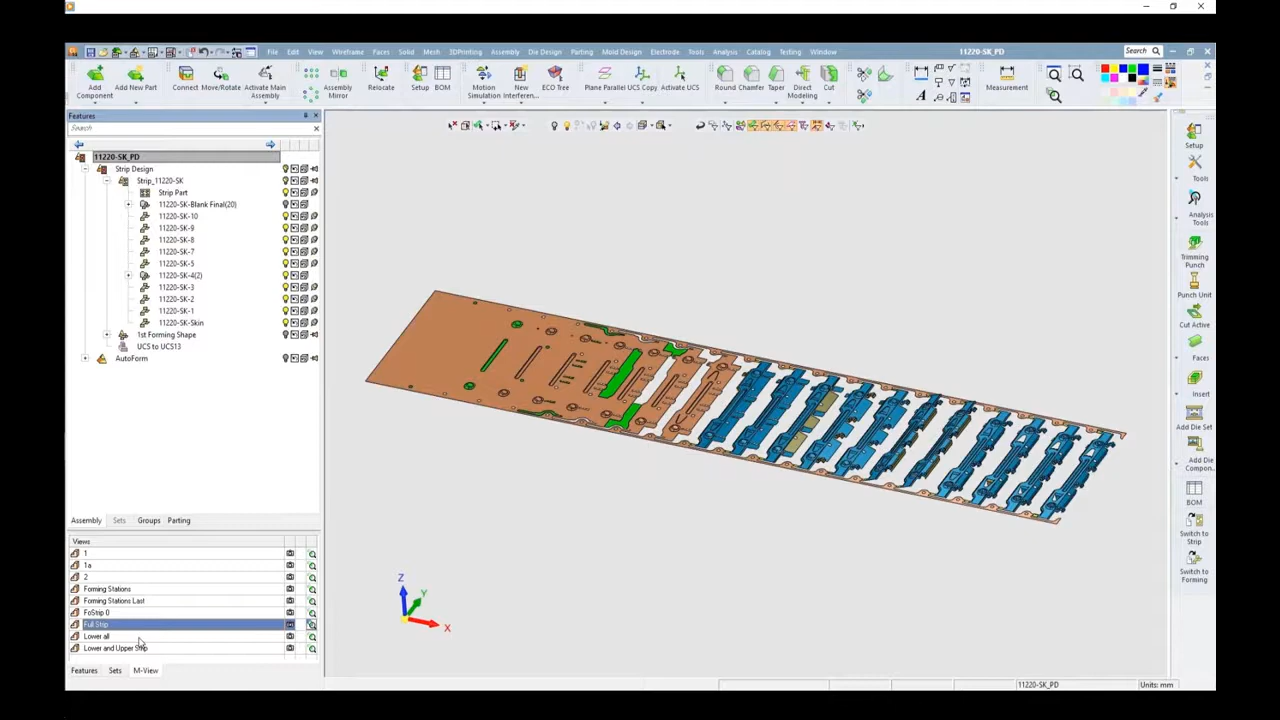 File Edit View Wireframe Faces Solid Mesh 3DPrinting Assembly Die Design Parting Mold Design Electrode Tools Analysis Catalog Testing Window 11220-SK_PD Search
Add Component
Add New Part
Connect
Move/Rotate
Activate Main Assembly
Assembly Mirror
Relocate
Setup
BOM
Motion Simulation
New Interferen...
ECO Tree
Plane Parallel
UCS Copy
Activate UCS
Round
Chamfer
Taper
Direct Modeling
Cut
Measurement
Features
Search
11220-SK_PD
Strip Design
Strip_11220-SK
Strip Part
11220-SK-Blank Final(20)
11220-SK-10
11220-SK-9
11220-SK-8
11220-SK-7
11220-SK-5
11220-SK-4(2)
11220-SK-3
11220-SK-2
11220-SK-1
11220-SK-Skin
1st Forming Shape
UCS to UCS13
AutoForm
Assembly Sets Groups Parting
Views
1
1a
2
Forming Stations
Forming Stations Last
FoStrip 0
Full Strip
Lower all
Lower and Upper Strip
Features Sets M-View
Z
Y
X
Setup
Tools
Analysis Tools
Trimming Punch
Punch Unit
Cut Active
Faces
Insert
Add Die Set
Add Die Compon...
BOM
Switch to Strip
Switch to Forming
11220-SK_PD
Units: mm